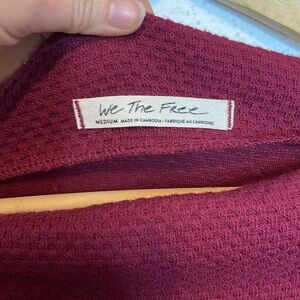 We The Free
MEDIUM MADE IN CAMBODIA / FABRIQUÉ AU CAMBODGE